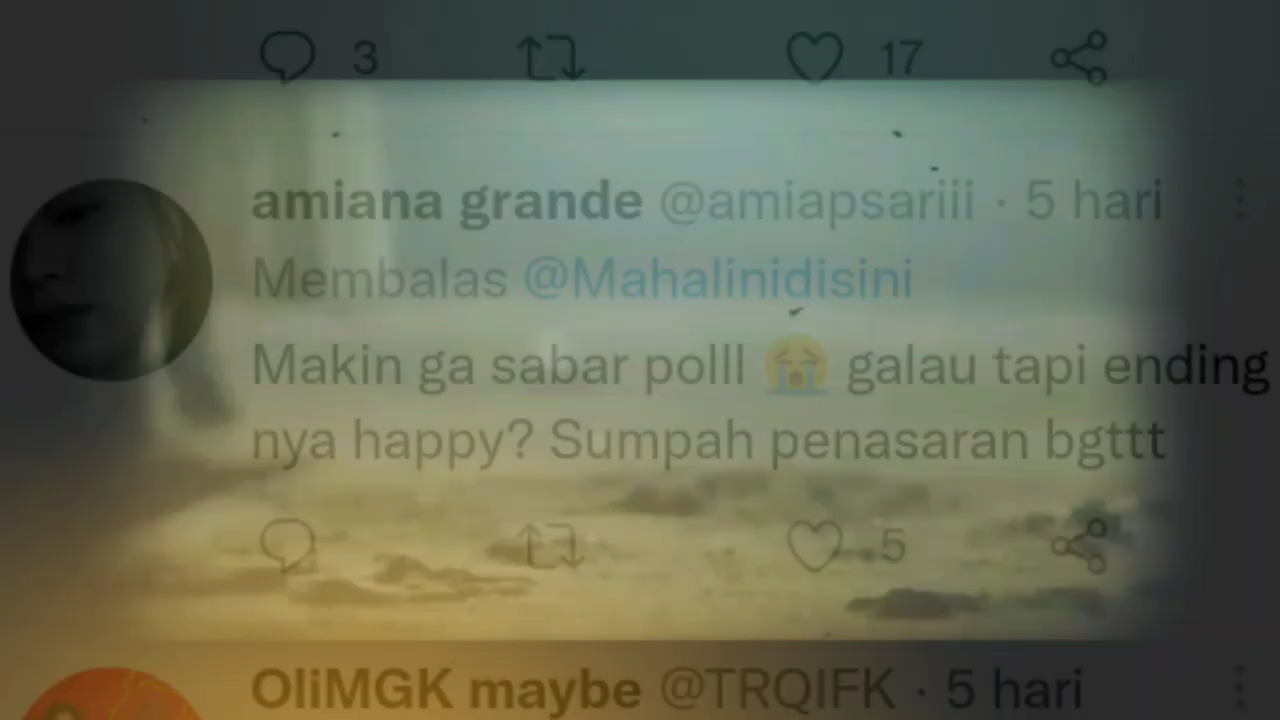 3 17
amiana grande @amiapsariii · 5 hari
Membalas @Mahalinidisini
Makin ga sabar polll 😭 galau tapi ending
nya happy? Sumpah penasaran bgttt
5
OliMGK maybe @TRQIFK · 5 hari